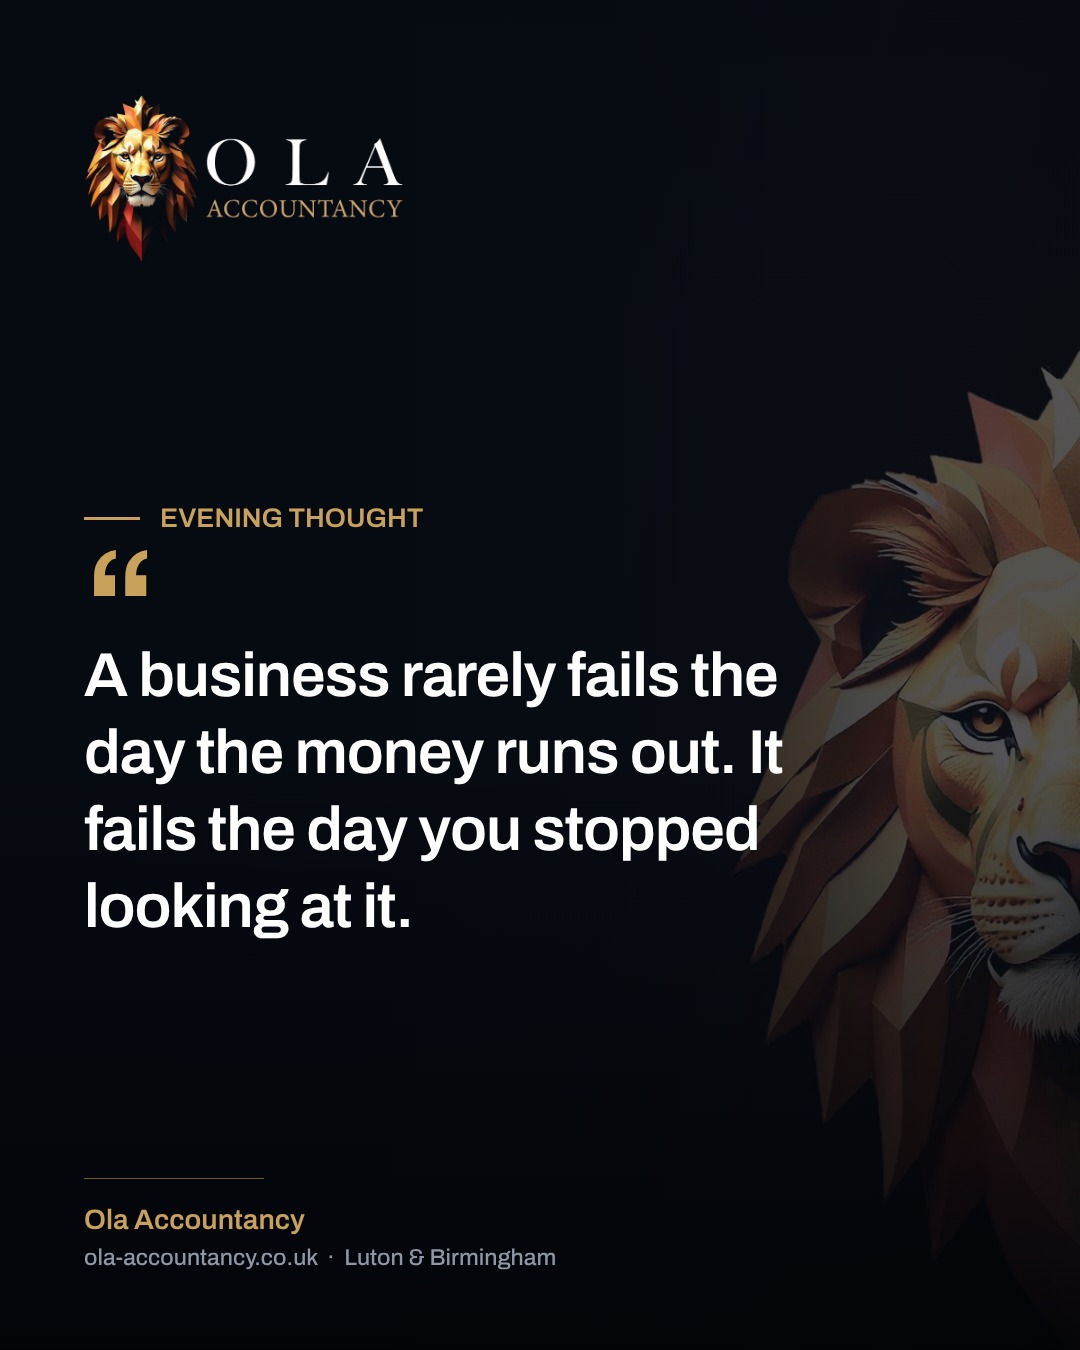 OLA
ACCOUNTANCY
EVENING THOUGHT
“
A business rarely fails the
day the money runs out. It
fails the day you stopped
looking at it.
Ola Accountancy
ola-accountancy.co.uk · Luton & Birmingham